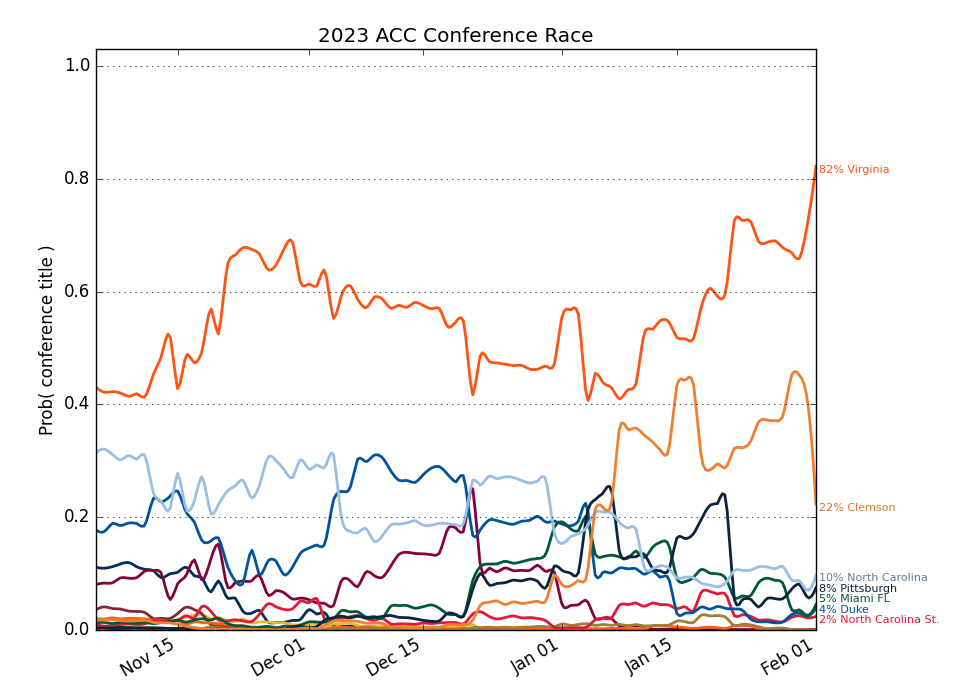 2023 ACC Conference Race
Prob( conference title )
1.0
0.8
0.6
0.4
0.2
0.0
Nov 15
Dec 01
Dec 15
Jan 01
Jan 15
Feb 01
82% Virginia
22% Clemson
10% North Carolina
8% Pittsburgh
5% Miami FL
4% Duke
2% North Carolina St.